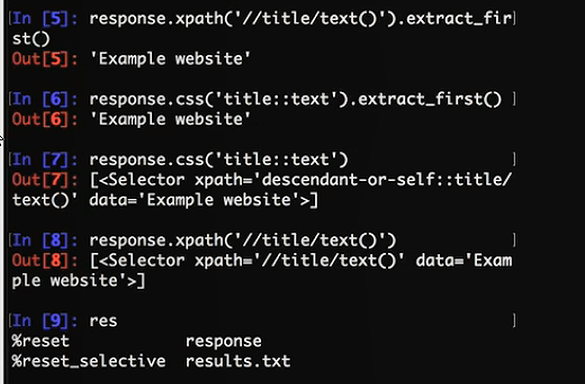 In [5]: response.xpath('//title/text()').extract_fir
st()
Out[5]: 'Example website'
In [6]: response.css('title::text').extract_first()
Out[6]: 'Example website'
In [7]: response.css('title::text')
Out[7]: [<Selector xpath='descendant-or-self::title/
text()' data='Example website'>]
In [8]: response.xpath('//title/text()')
Out[8]: [<Selector xpath='//title/text()' data='Exam
ple website'>]
In [9]: res
%reset response
%reset_selective results.txt